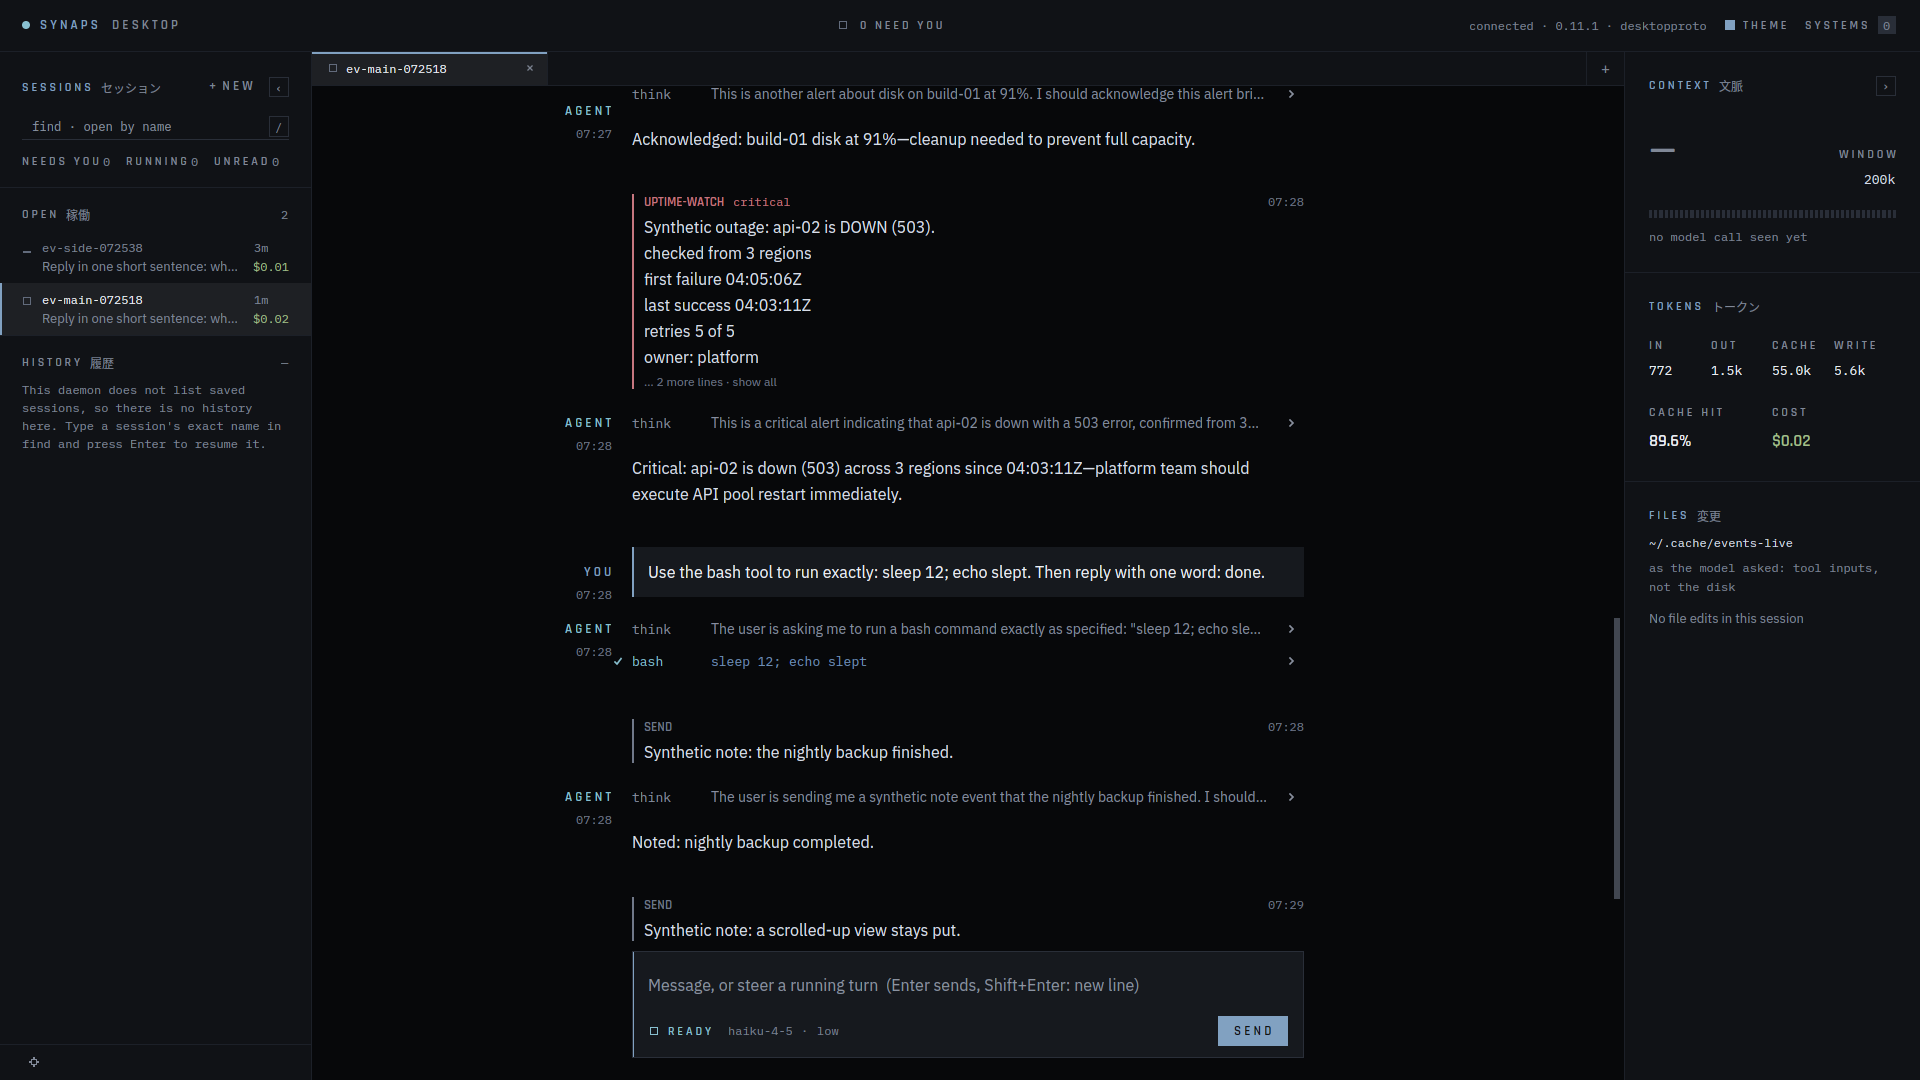 SYNAPS DESKTOP
0 NEED YOU
connected · 0.11.1 · desktopproto
THEME
SYSTEMS 0
SESSIONS セッション
+ NEW
‹
find · open by name
/
NEEDS YOU 0 RUNNING 0 UNREAD 0
OPEN 稼働 2
ev-side-072538 3m
Reply in one short sentence: wh... $0.01
ev-main-072518 1m
Reply in one short sentence: wh... $0.02
HISTORY 履歴 —
This daemon does not list saved
sessions, so there is no history
here. Type a session's exact name in
find and press Enter to resume it.
ev-main-072518 ×
+
think This is another alert about disk on build-01 at 91%. I should acknowledge this alert bri... ›
AGENT
07:27
Acknowledged: build-01 disk at 91%—cleanup needed to prevent full capacity.
UPTIME-WATCH critical 07:28
Synthetic outage: api-02 is DOWN (503).
checked from 3 regions
first failure 04:05:06Z
last success 04:03:11Z
retries 5 of 5
owner: platform
... 2 more lines · show all
AGENT think This is a critical alert indicating that api-02 is down with a 503 error, confirmed from 3... ›
07:28
Critical: api-02 is down (503) across 3 regions since 04:03:11Z—platform team should
execute API pool restart immediately.
YOU Use the bash tool to run exactly: sleep 12; echo slept. Then reply with one word: done.
07:28
AGENT think The user is asking me to run a bash command exactly as specified: "sleep 12; echo sle... ›
07:28
✓ bash sleep 12; echo slept ›
SEND 07:28
Synthetic note: the nightly backup finished.
AGENT think The user is sending me a synthetic note event that the nightly backup finished. I should... ›
07:28
Noted: nightly backup completed.
SEND 07:29
Synthetic note: a scrolled-up view stays put.
Message, or steer a running turn (Enter sends, Shift+Enter: new line)
READY haiku-4-5 · low
SEND
CONTEXT 文脈
›
—
WINDOW
200k
no model call seen yet
TOKENS トークン
IN OUT CACHE WRITE
772 1.5k 55.0k 5.6k
CACHE HIT COST
89.6% $0.02
FILES 変更
~/.cache/events-live
as the model asked: tool inputs,
not the disk
No file edits in this session